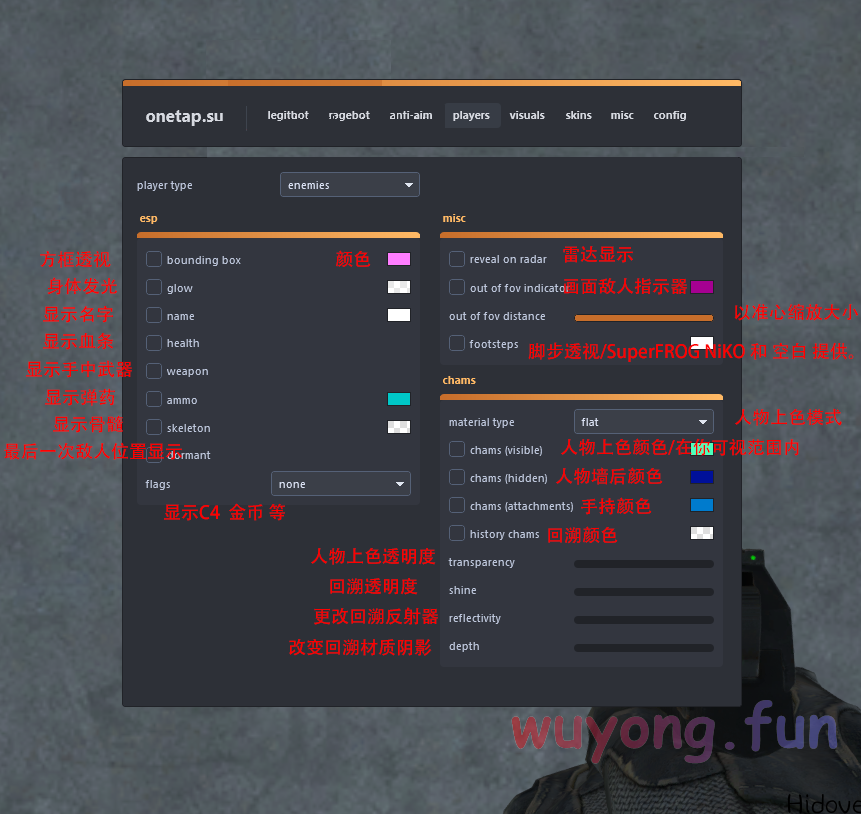 onetap.su legitbot ragebot anti-aim players visuals skins misc config
player type enemies
esp
方框透视 bounding box 颜色
身体发光 glow
显示名字 name
显示血条 health
显示手中武器 weapon
显示弹药 ammo
显示骨骼 skeleton
最后一次敌人位置显示 dormant
flags none
显示C4 金币 等
misc
reveal on radar 雷达显示
out of fov indicator 画面敌人指示器
out of fov distance 以准心缩放大小
footsteps 脚步透视/SuperFROG NiKO 和 空白 提供。
chams
material type flat 人物上色模式
chams (visible) 人物上色颜色/在你可视范围内
chams (hidden) 人物墙后颜色
chams (attachments) 手持颜色
history chams 回溯颜色
人物上色透明度 transparency
回溯透明度 shine
更改回溯反射器 reflectivity
改变回溯材质阴影 depth
wuyong.fun
Hidove